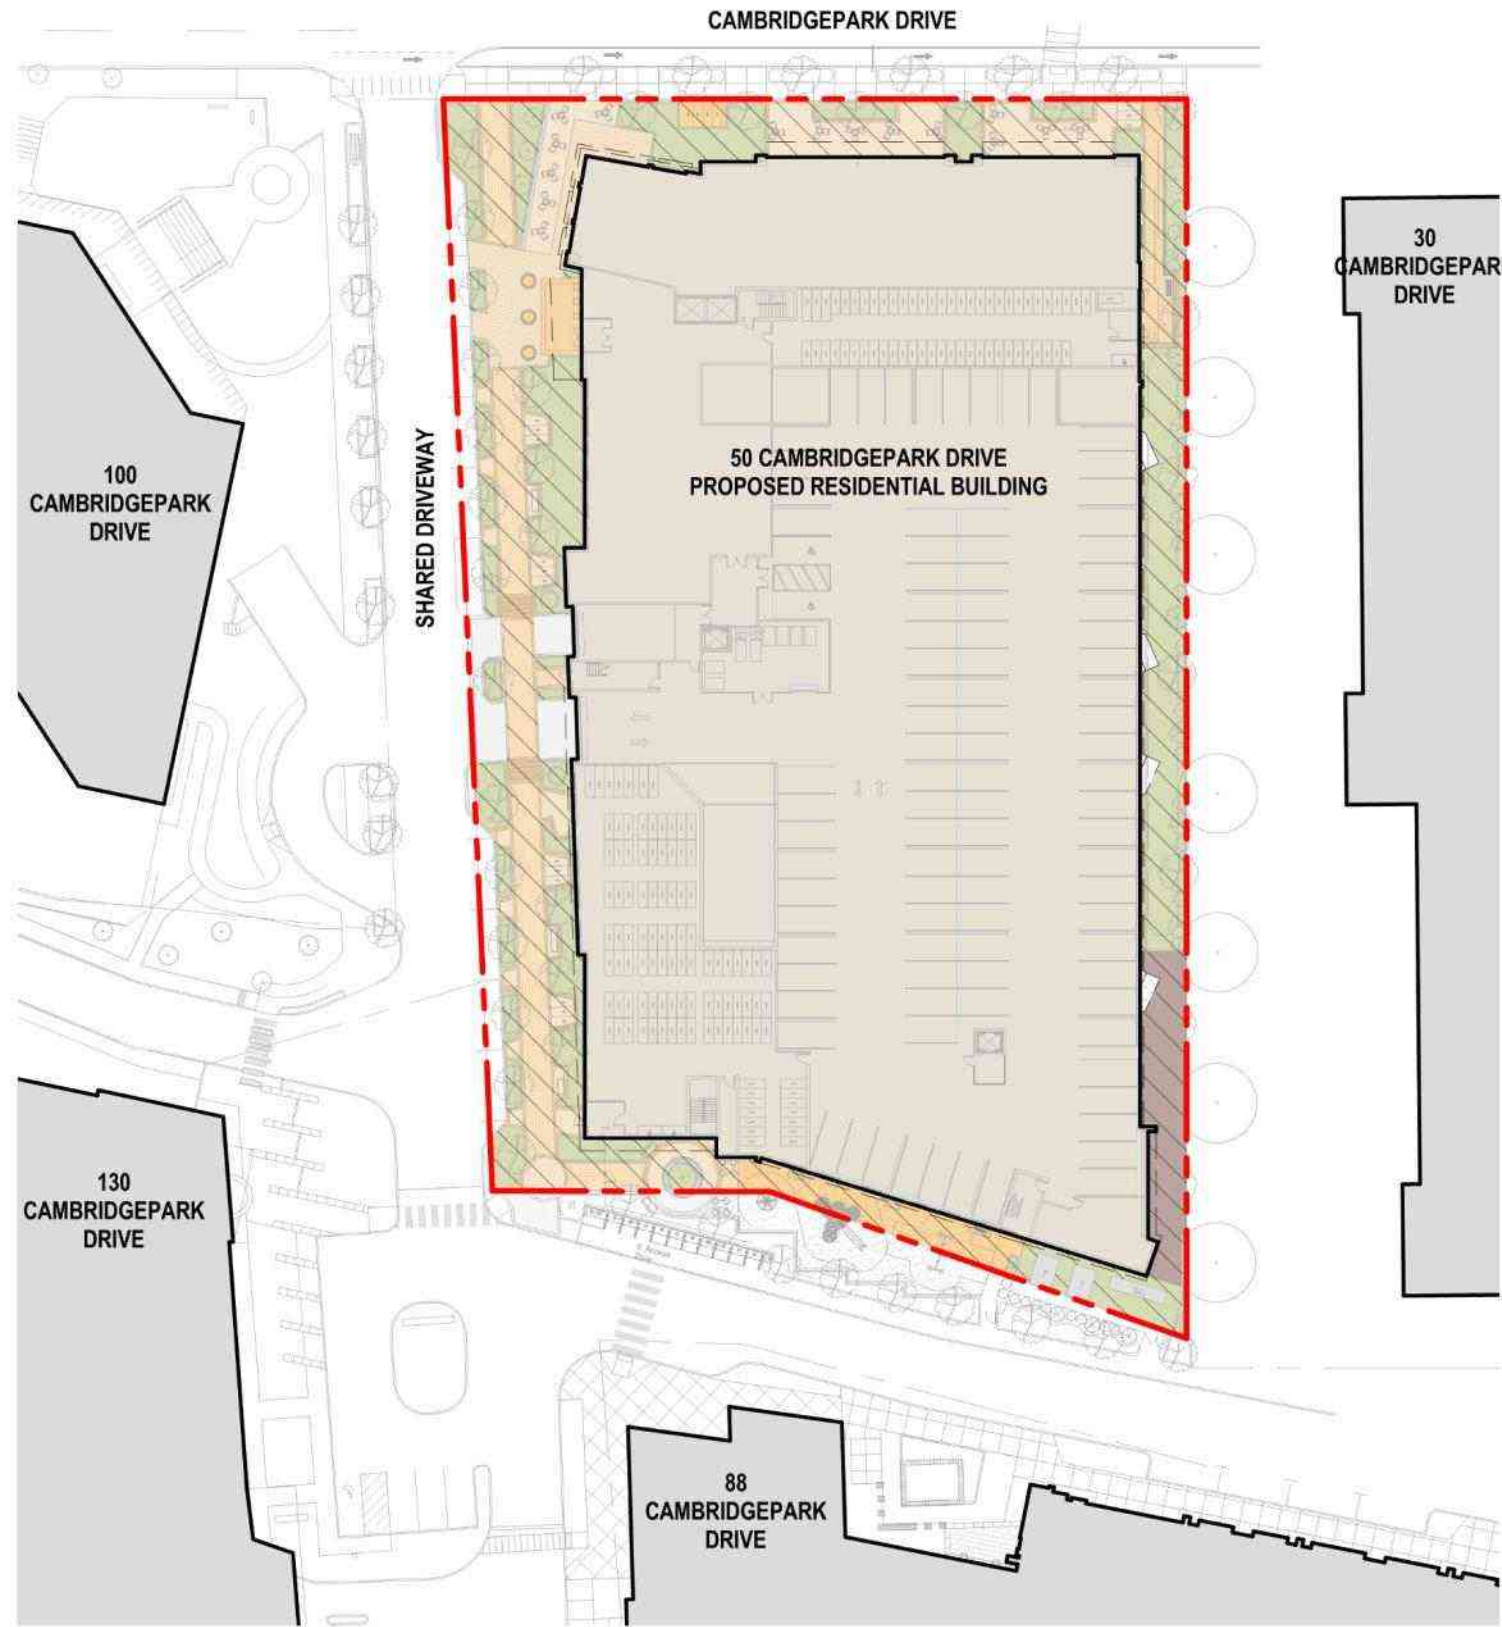 CAMBRIDGEPARK DRIVE
30
CAMBRIDGEPAR
DRIVE
50 CAMBRIDGEPARK DRIVE
PROPOSED RESIDENTIAL BUILDING
100
CAMBRIDGEPARK
DRIVE
SHARED DRIVEWAY
130
CAMBRIDGEPARK
DRIVE
88
CAMBRIDGEPARK
DRIVE